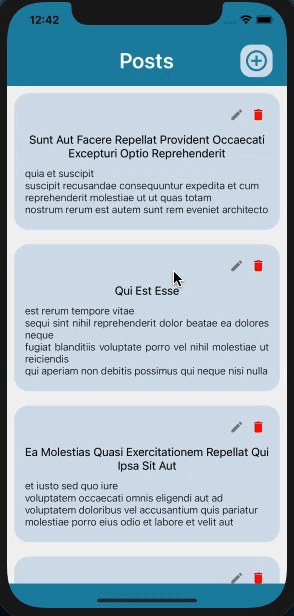 12:42
Posts
Sunt Aut Facere Repellat Provident Occaecati
Excepturi Optio Reprehenderit
quia et suscipit
suscipit recusandae consequuntur expedita et cum
reprehenderit molestiae ut ut quas totam
nostrum rerum est autem sunt rem eveniet architecto
Qui Est Esse
est rerum tempore vitae
sequi sint nihil reprehenderit dolor beatae ea dolores
neque
fugiat blanditiis voluptate porro vel nihil molestiae ut
reiciendis
qui aperiam non debitis possimus qui neque nisi nulla
Ea Molestias Quasi Exercitationem Repellat Qui
Ipsa Sit Aut
et iusto sed quo iure
voluptatem occaecati omnis eligendi aut ad
voluptatem doloribus vel accusantium quis pariatur
molestiae porro eius odio et labore et velit aut